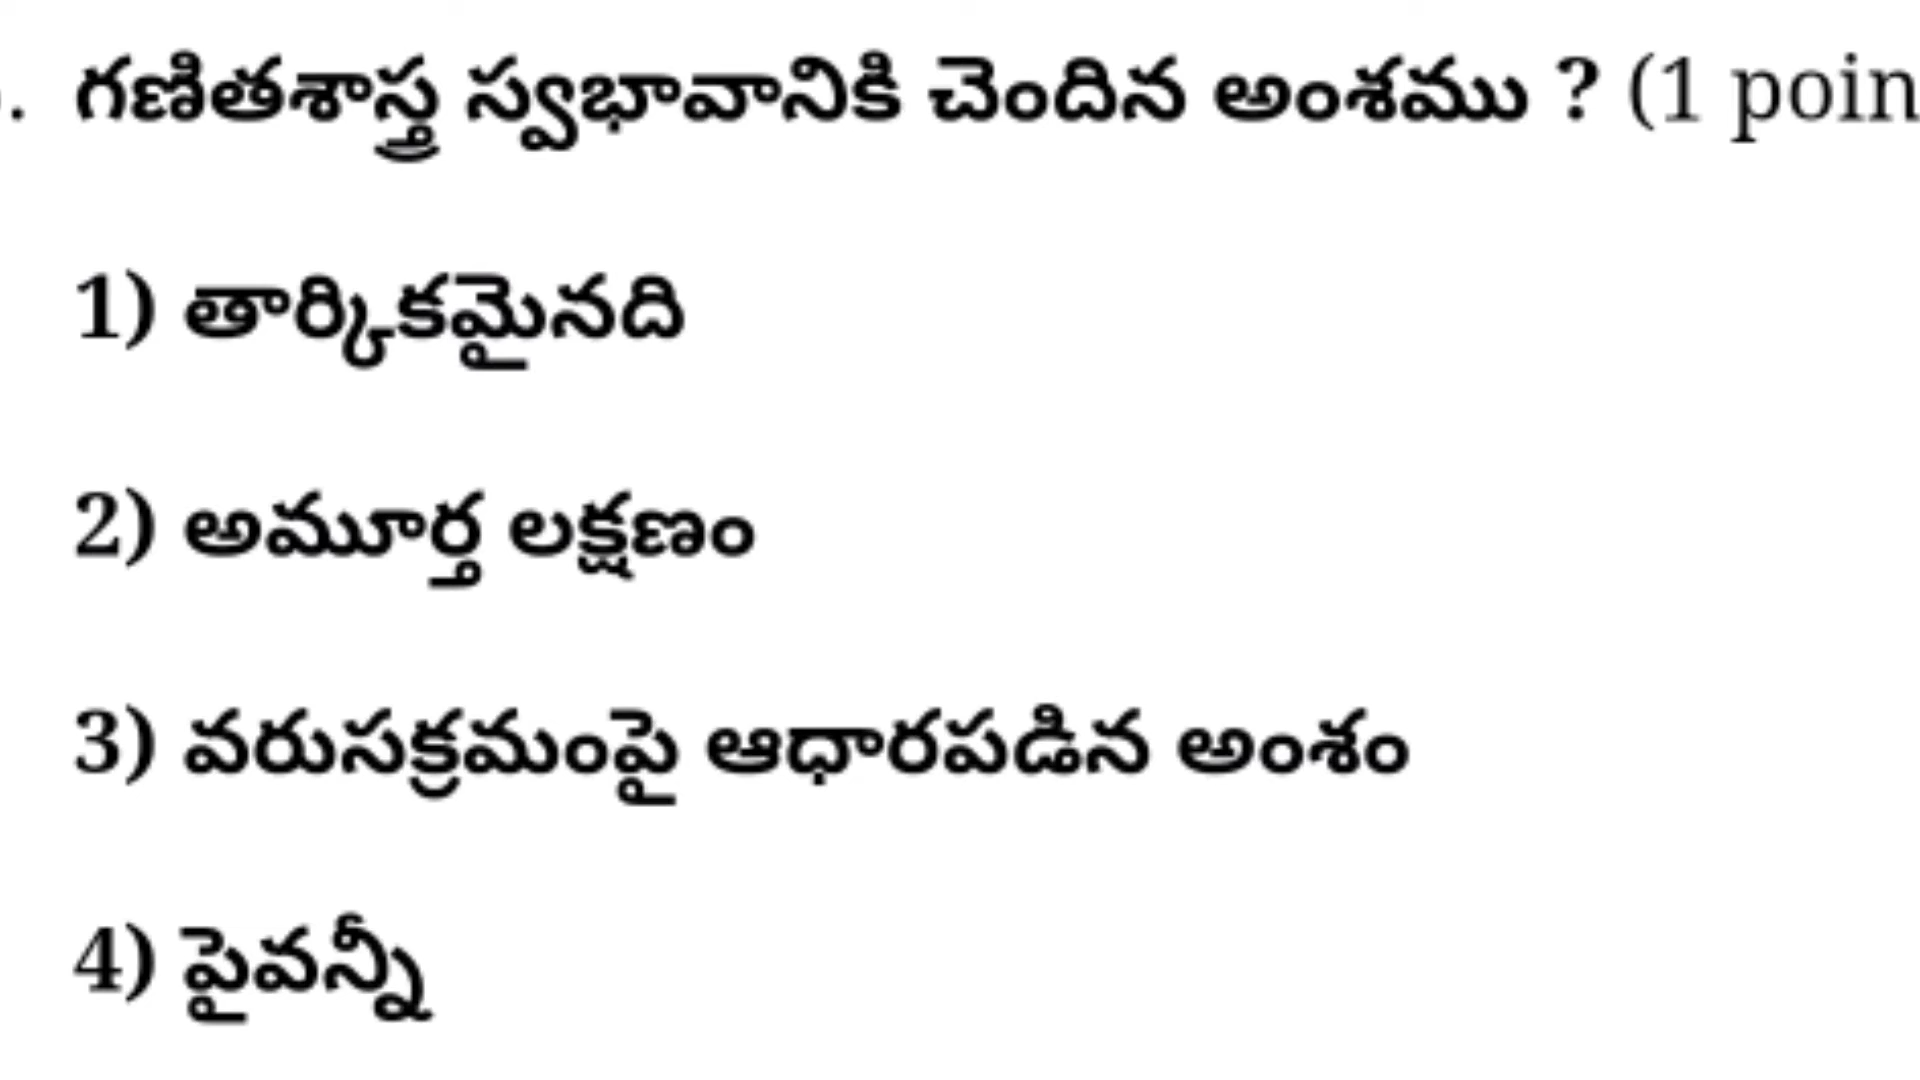 . గణితశాస్త్ర స్వభావానికి చెందిన అంశము ? (1 poin
1) తార్కికమైనది
2) అమూర్త లక్షణం
3) వరుసక్రమంపై ఆధారపడిన అంశం
4) పైవన్నీ